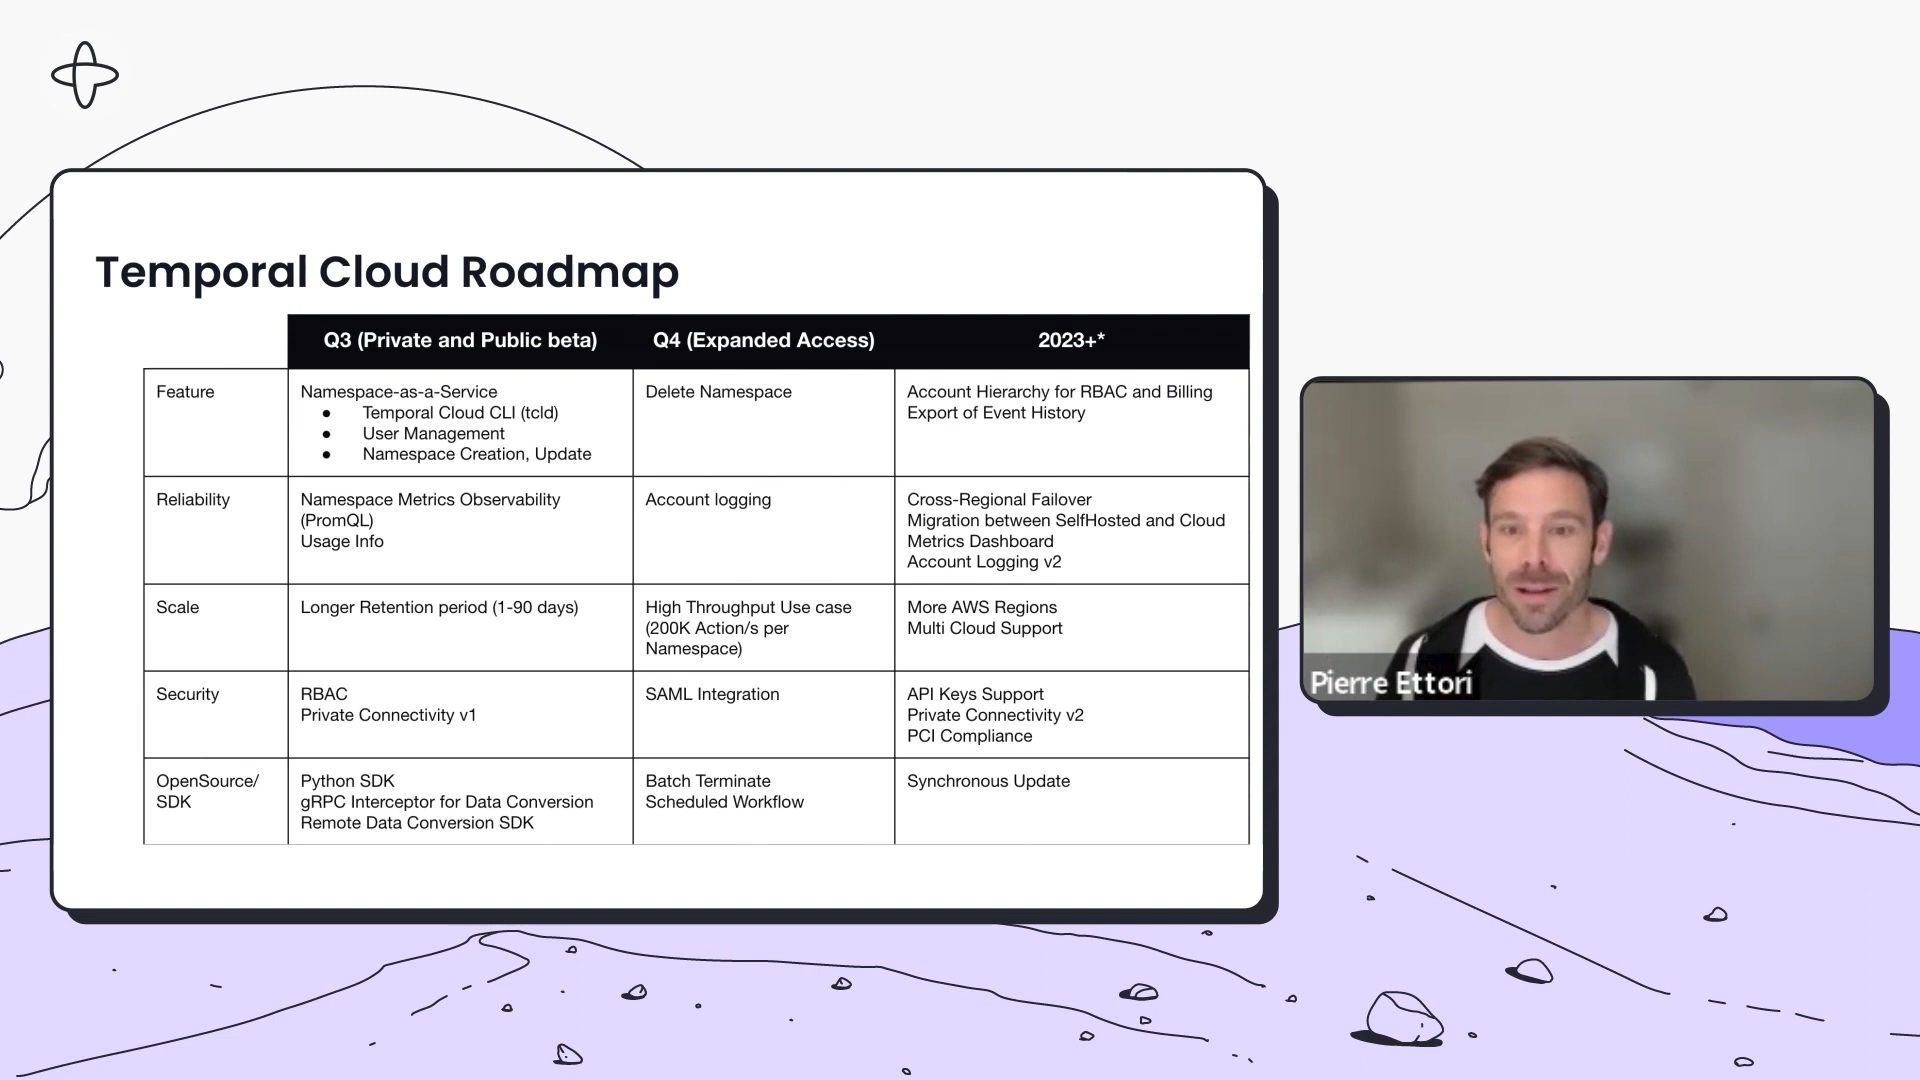 Temporal Cloud Roadmap
Q3 (Private and Public beta)
Q4 (Expanded Access)
2023+*
Feature
Namespace-as-a-Service
● Temporal Cloud CLI (tcld)
● User Management
● Namespace Creation, Update
Delete Namespace
Account Hierarchy for RBAC and Billing
Export of Event History
Reliability
Namespace Metrics Observability
(PromQL)
Usage Info
Account logging
Cross-Regional Failover
Migration between SelfHosted and Cloud
Metrics Dashboard
Account Logging v2
Scale
Longer Retention period (1-90 days)
High Throughput Use case
(200K Action/s per
Namespace)
More AWS Regions
Multi Cloud Support
Security
RBAC
Private Connectivity v1
SAML Integration
API Keys Support
Private Connectivity v2
PCI Compliance
OpenSource/
SDK
Python SDK
gRPC Interceptor for Data Conversion
Remote Data Conversion SDK
Batch Terminate
Scheduled Workflow
Synchronous Update
Pierre Ettori